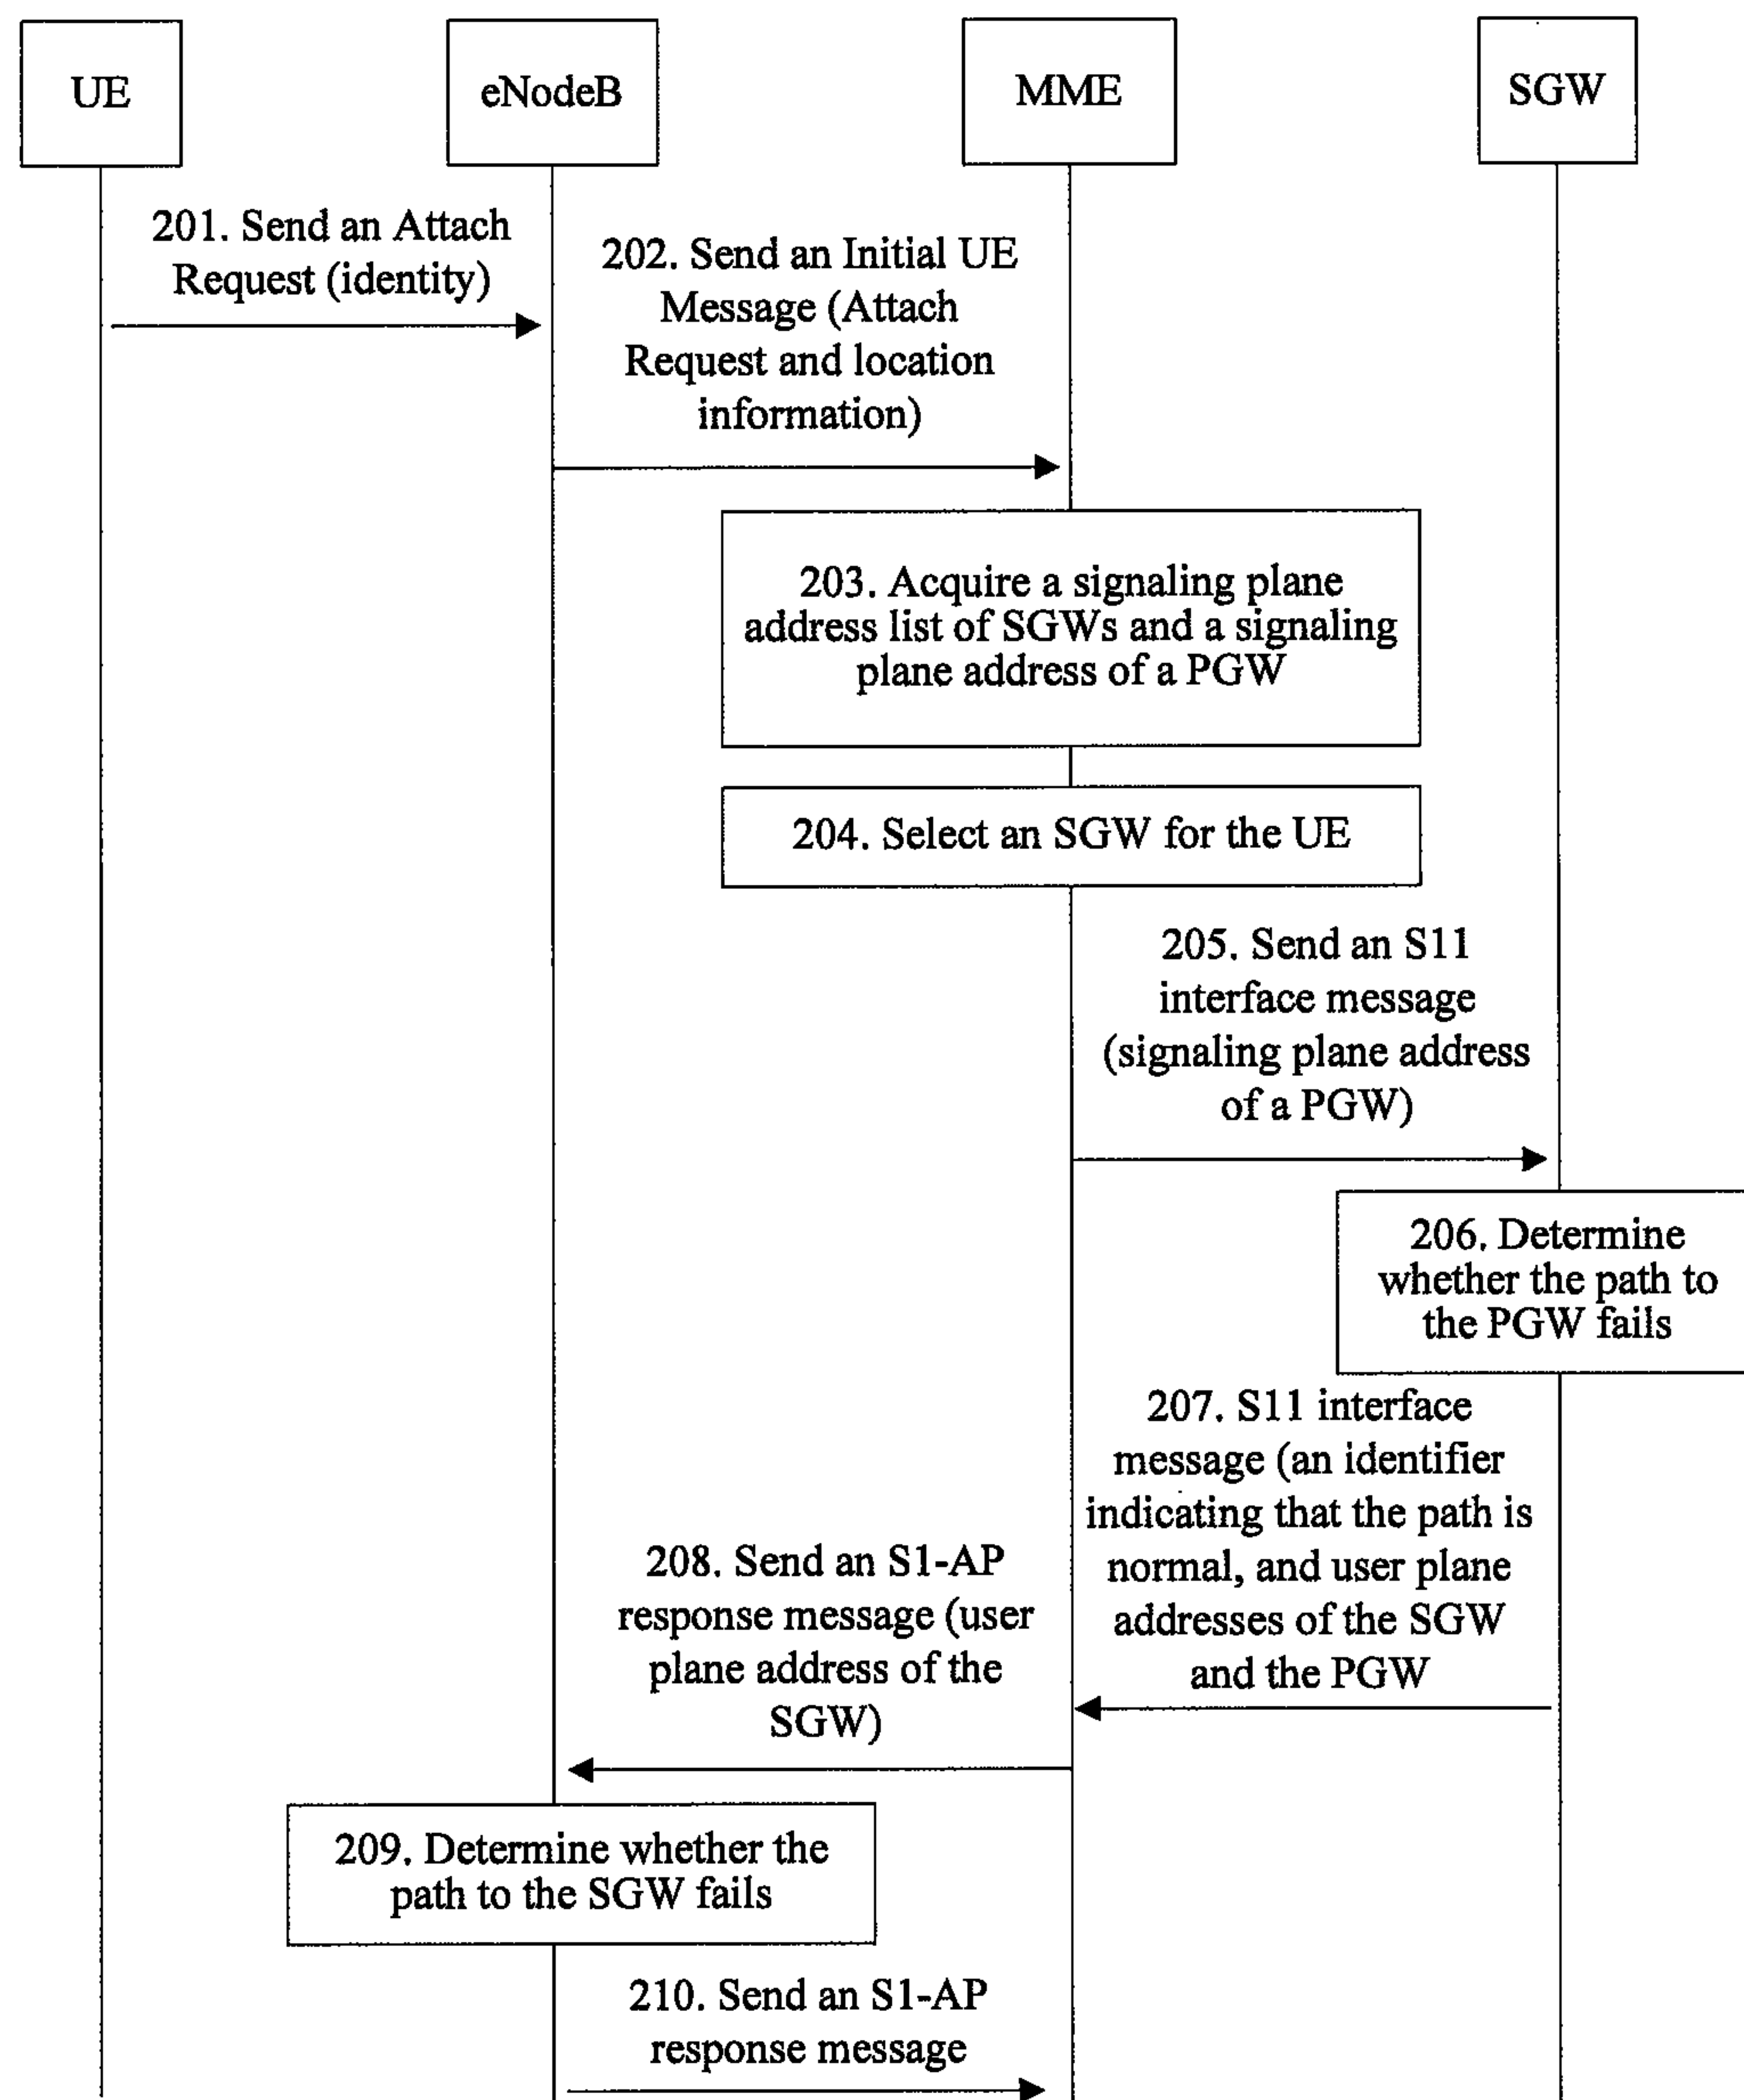 UE
eNodeB
MME
SGW
201. Send an Attach
Request (identity)
202. Send an Initial UE
Message (Attach
Request and location
information)
203. Acquire a signaling plane
address list of SGWs and a signaling
plane address of a PGW
204. Select an SGW for the UE
205. Send an S11
interface message
(signaling plane address
of a PGW)
206. Determine
whether the path to
the PGW fails
207. S11 interface
message (an identifier
indicating that the path is
normal, and user plane
addresses of the SGW
and the PGW
208. Send an S1-AP
response message (user
plane address of the
SGW)
209. Determine whether the
path to the SGW fails
210. Send an S1-AP
response message